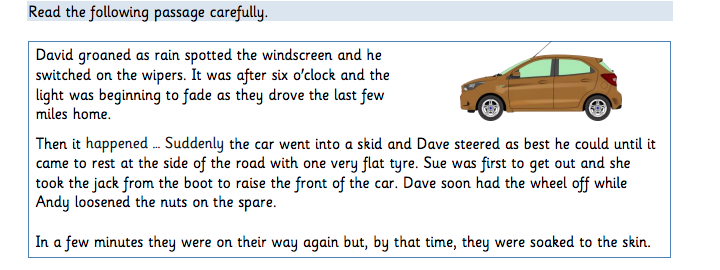 Read the following passage carefully.
David groaned as rain spotted the windscreen and he
switched on the wipers. It was after six o'clock and the
light was beginning to fade as they drove the last few
miles home.
Then it happened … Suddenly the car went into a skid and Dave steered as best he could until it
came to rest at the side of the road with one very flat tyre. Sue was first to get out and she
took the jack from the boot to raise the front of the car. Dave soon had the wheel off while
Andy loosened the nuts on the spare.
In a few minutes they were on their way again but, by that time, they were soaked to the skin.